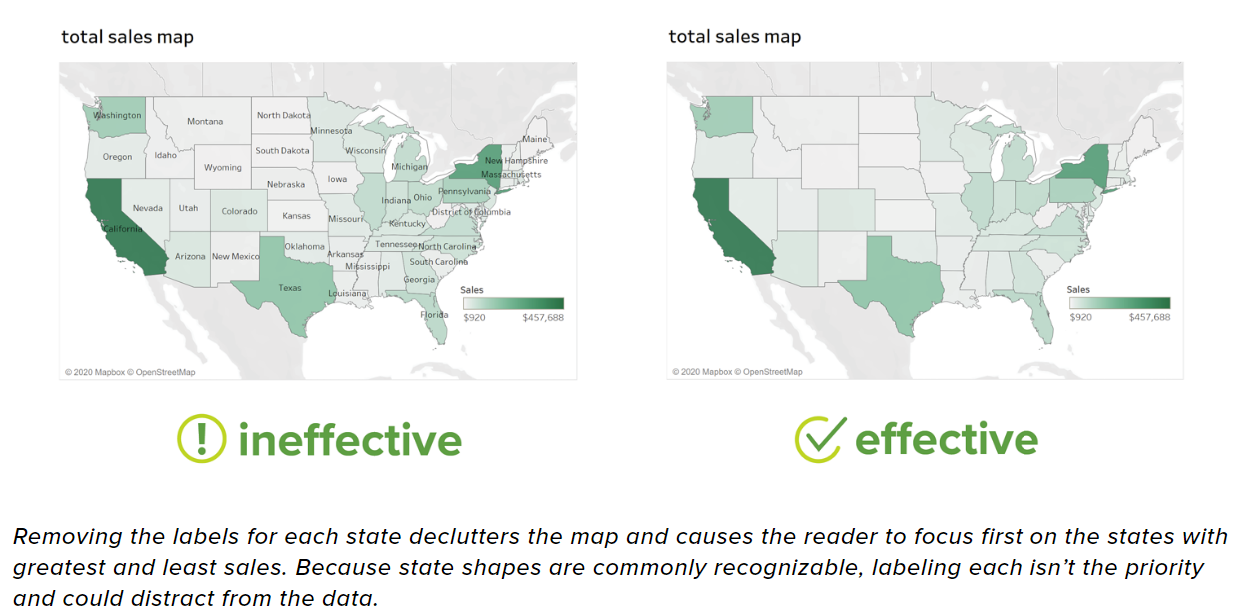 total sales map
Washington
Montana
North Dakota
Minnesota
Maine
Oregon
Idaho
Wyoming
South Dakota
Wisconsin
Michigan
New Hampshire
Massachusetts
Nebraska
Iowa
Pennsylvania
Nevada
Utah
Colorado
Kansas
Missouri
Indiana
Ohio
District of Columbia
California
Kentucky
Arizona
New Mexico
Oklahoma
Arkansas
Tennessee
North Carolina
Mississippi
South Carolina
Texas
Louisiana
Georgia
Florida
Sales
$920 $457,688
© 2020 Mapbox © OpenStreetMap
! ineffective
total sales map
Sales
$920 $457,688
© 2020 Mapbox © OpenStreetMap
effective
Removing the labels for each state declutters the map and causes the reader to focus first on the states with
greatest and least sales. Because state shapes are commonly recognizable, labeling each isn’t the priority
and could distract from the data.